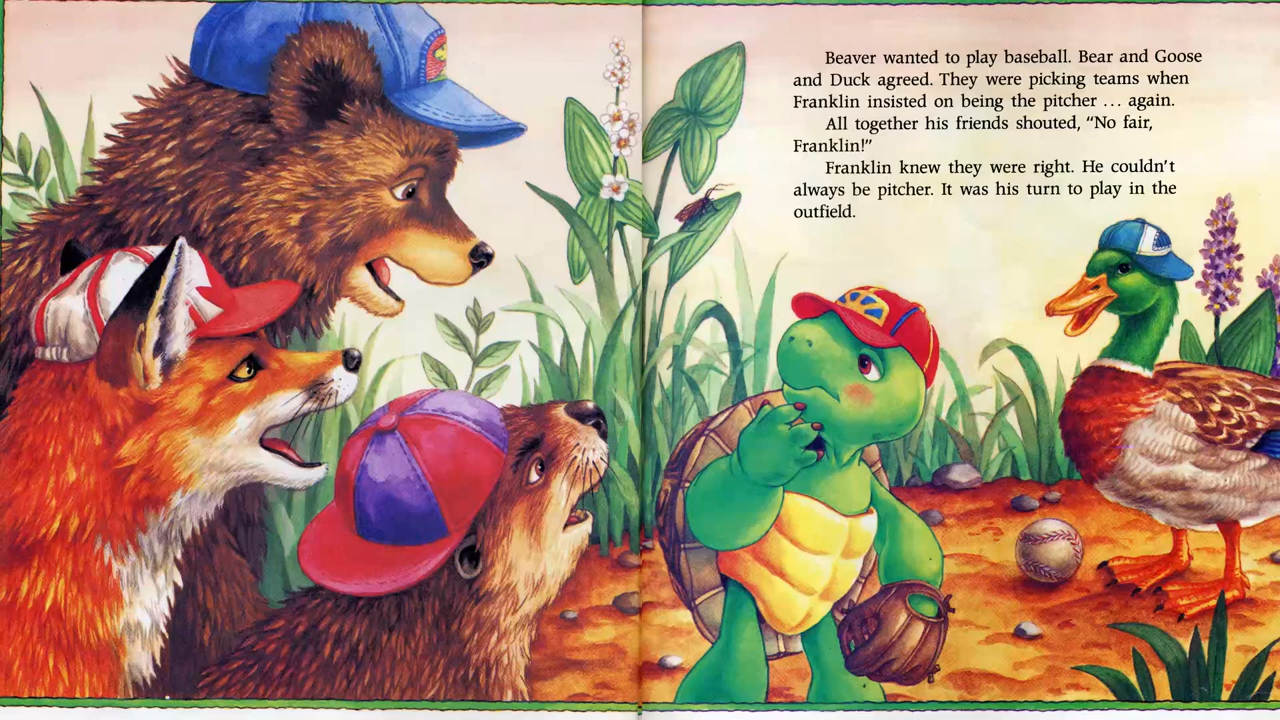 Beaver wanted to play baseball. Bear and Goose
and Duck agreed. They were picking teams when
Franklin insisted on being the pitcher ... again.
All together his friends shouted, “No fair,
Franklin!”
Franklin knew they were right. He couldn’t
always be pitcher. It was his turn to play in the
outfield.